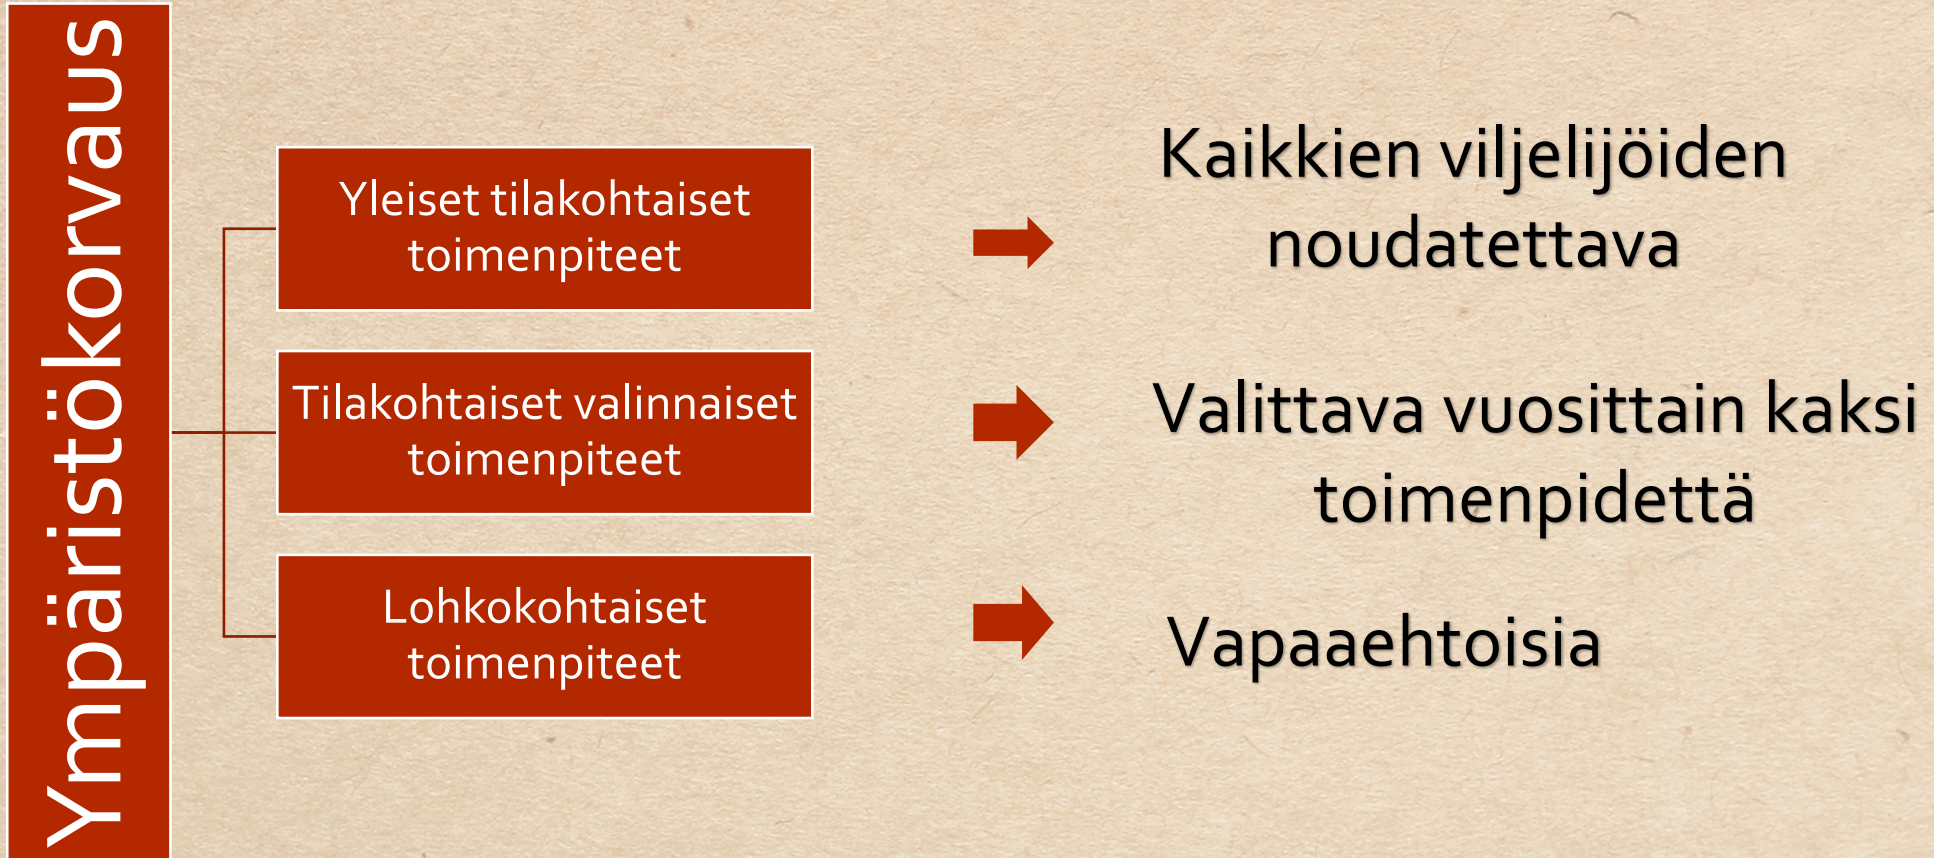 Ympäristökorvaus
Yleiset tilakohtaiset
toimenpiteet
Kaikkien viljelijöiden
noudatettava
Tilakohtaiset valinnaiset
toimenpiteet
Valittava vuosittain kaksi
toimenpidettä
Lohkokohtaiset
toimenpiteet
Vapaaehtoisia